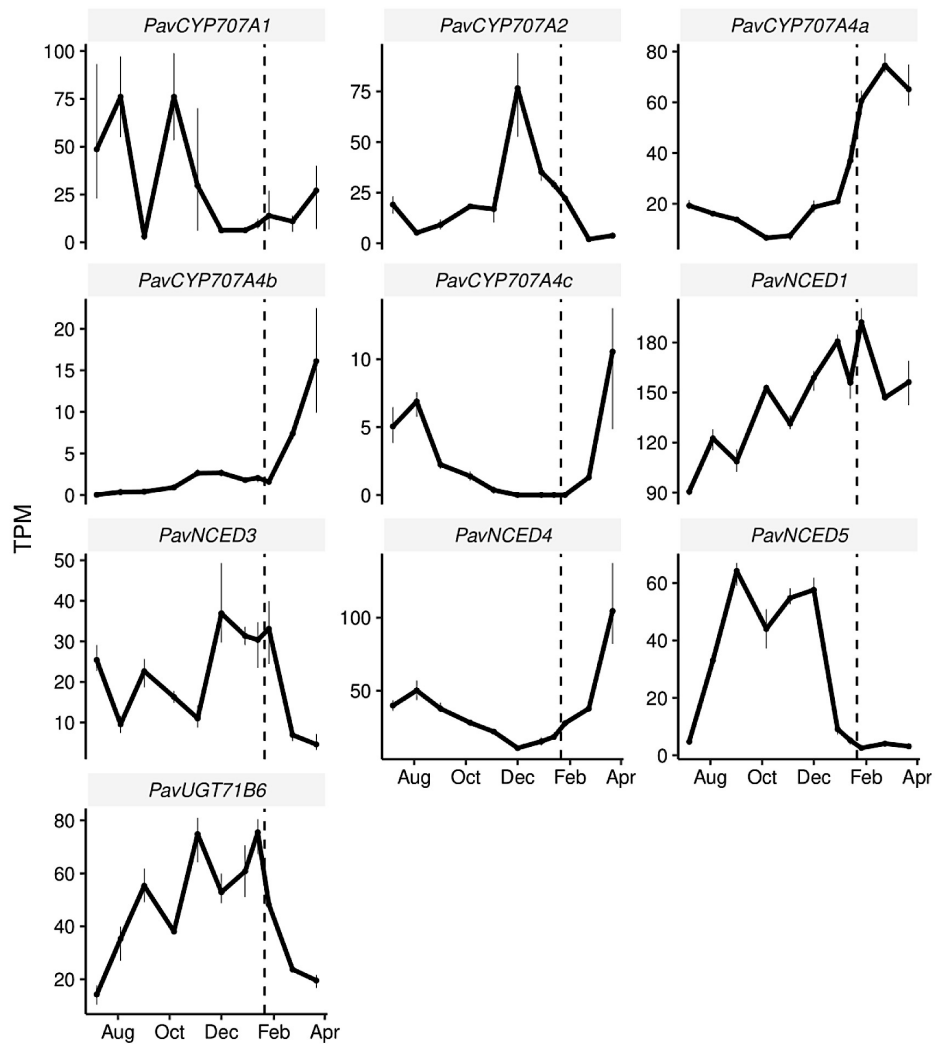 PavCYP707A1
PavCYP707A2
PavCYP707A4a
100
75
50
25
0
75
50
25
0
80
60
40
20
PavCYP707A4b
PavCYP707A4c
PavNCED1
20
15
10
5
0
10
5
0
180
150
120
90
TPM
PavNCED3
PavNCED4
PavNCED5
50
40
30
20
10
100
50
60
40
20
0
Aug Oct Dec Feb Apr
Aug Oct Dec Feb Apr
PavUGT71B6
80
60
40
20
Aug Oct Dec Feb Apr